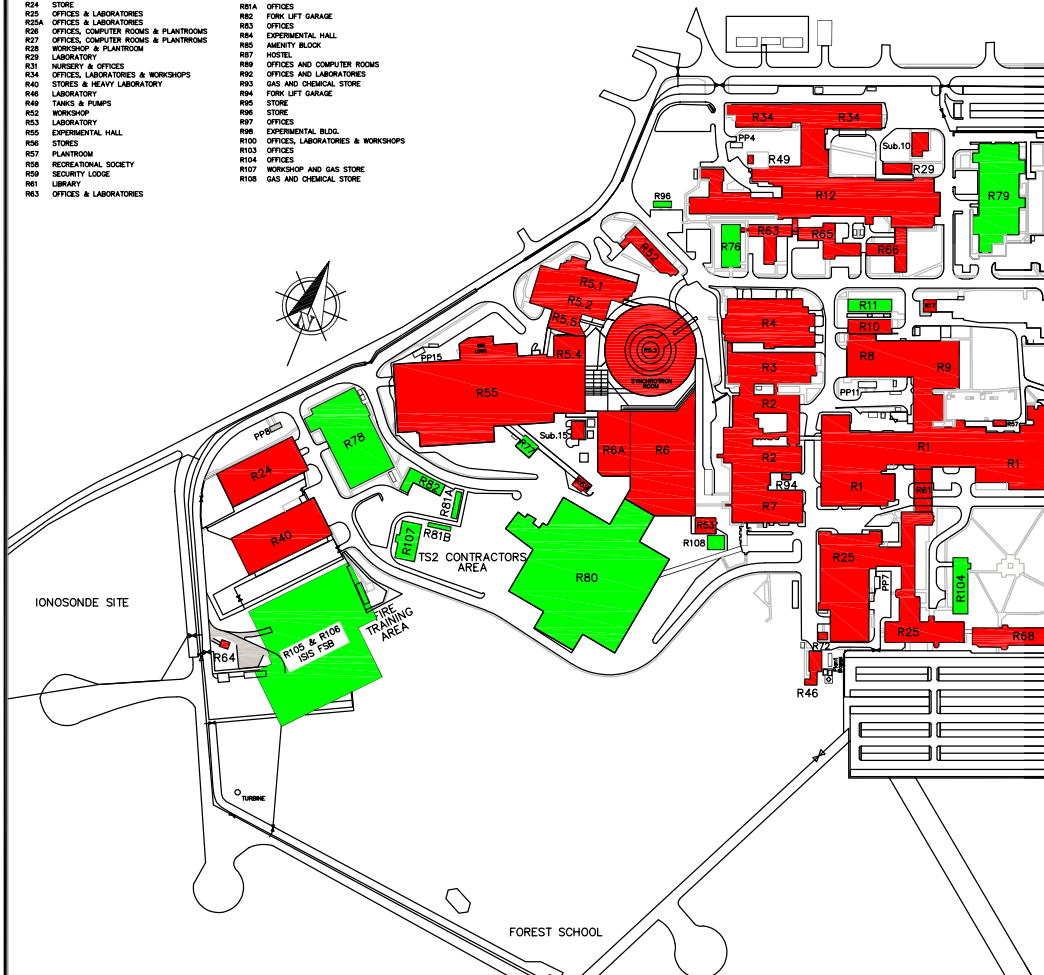 R24 STORE
R25 OFFICES & LABORATORIES
R25A OFFICES & LABORATORIES
R26 OFFICES, COMPUTER ROOMS & PLANTROOMS
R27 OFFICES, COMPUTER ROOMS & PLANTRROMS
R28 WORKSHOP & PLANTROOM
R29 LABORATORY
R31 NURSERY & OFFICES
R34 OFFICES, LABORATORIES & WORKSHOPS
R40 STORES & HEAVY LABORATORY
R46 LABORATORY
R49 TANKS & PUMPS
R52 WORKSHOP
R53 LABORATORY
R55 EXPERIMENTAL HALL
R56 STORES
R57 PLANTROOM
R58 RECREATIONAL SOCIETY
R59 SECURITY LODGE
R61 LIBRARY
R63 OFFICES & LABORATORIES
R81A OFFICES
R82 FORK LIFT GARAGE
R83 OFFICES
R84 EXPERIMENTAL HALL
R85 AMENITY BLOCK
R87 HOSTEL
R89 OFFICES AND COMPUTER ROOMS
R92 OFFICES AND LABORATORIES
R93 GAS AND CHEMICAL STORE
R94 FORK LIFT GARAGE
R95 STORE
R96 STORE
R97 OFFICES
R98 EXPERIMENTAL BLDG.
R100 OFFICES, LABORATORIES & WORKSHOPS
R103 OFFICES
R104 OFFICES
R107 WORKSHOP AND GAS STORE
R108 GAS AND CHEMICAL STORE
R34
R34
PP4
Sub.10
R49
R29
R12
R79
R96
R63
R65
R66
R76
R52
R5.1
R5.2
R5.5
R5.4
R5.3
SYNCHROTRON
ROOM
R4
R3
R11
R10
R8
R9
PP11
PP15
R55
R2
R2
R1
R1
R1
R61
R94
R7
R6A
R6
Sub.15
R77
R78
PP8
R24
R82
R81A
R81B
R107
R40
TS2 CONTRACTORS
AREA
R80
R53
R108
R25
PP7
R104
R25
R68
R72
R46
IONOSONDE SITE
FIRE
TRAINING
AREA
R105 & R106
ISIS FSB
R64
TURBINE
FOREST SCHOOL